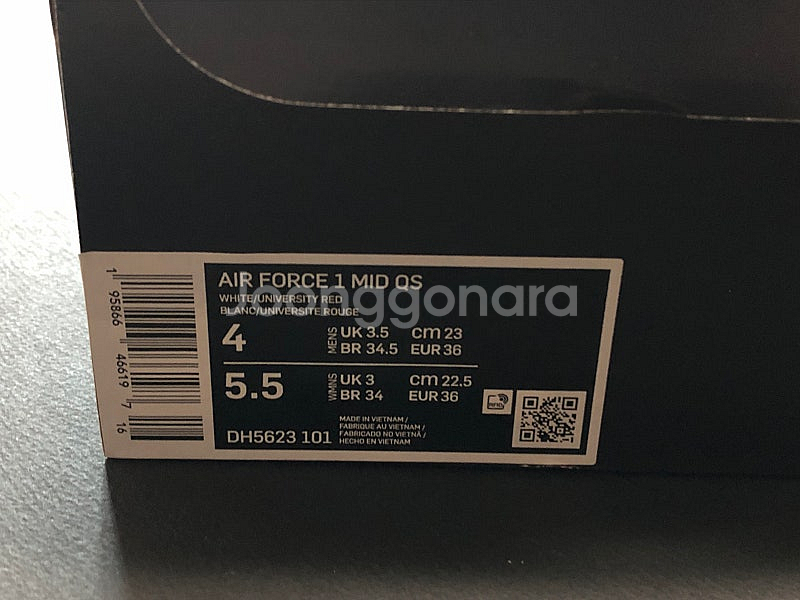 AIR FORCE 1 MID QS
WHITE/UNIVERSITY RED
BLANC/UNIVERSITE ROUGE
Joonggonara
4 MENS UK 3.5 cm 23
BR 34.5 EUR 36
5.5 WMNS UK 3 cm 22.5
BR 34 EUR 36
DH5623 101
MADE IN VIETNAM /
FABRIQUE AU VIETNAM /
FABRICADO NO VIETNÃ /
HECHO EN VIETNAM
1 95866 46619 7 16